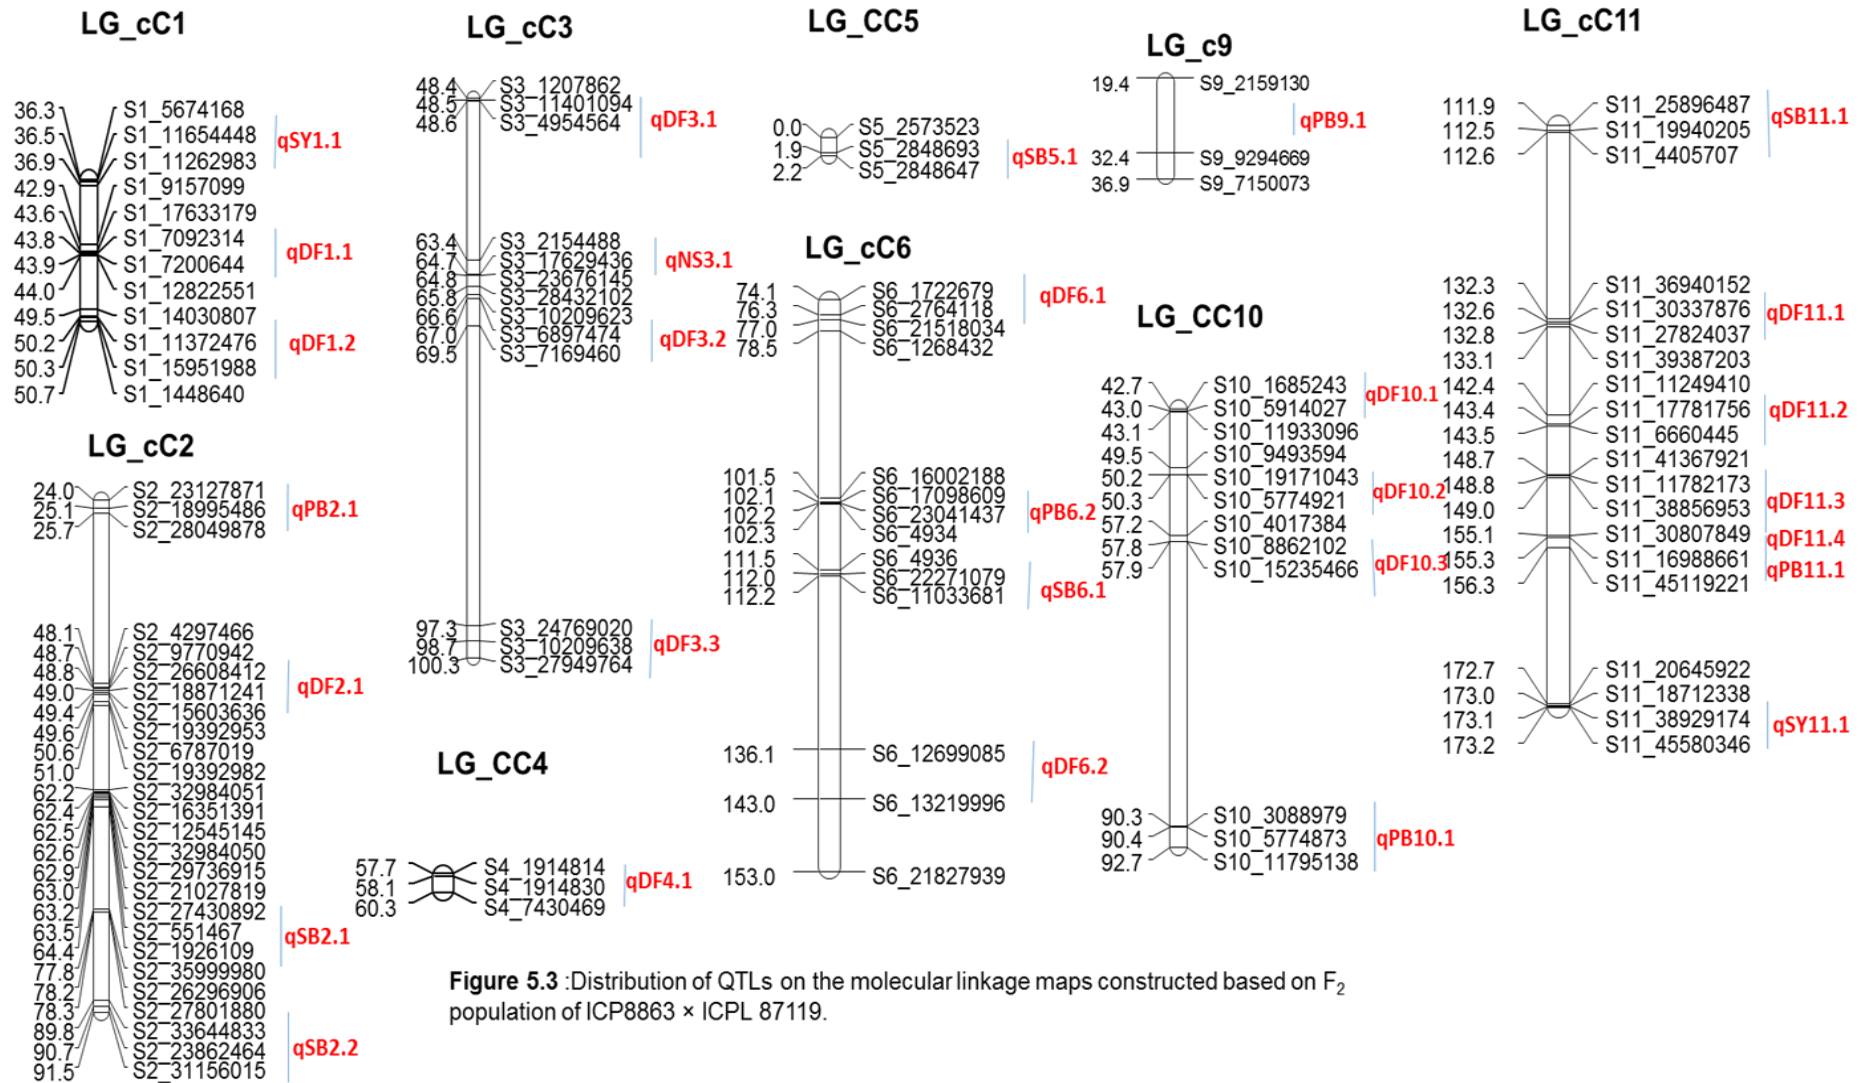 LG_cC1
36.3 S1_5674168
36.5 S1_11654448
36.9 S1_11262983
42.9 S1_9157099
43.6 S1_17633179
43.8 S1_7092314
43.9 S1_7200644
44.0 S1_12822551
49.5 S1_14030807
50.2 S1_11372476
50.3 S1_15951988
50.7 S1_1448640
qSY1.1
qDF1.1
qDF1.2
LG_cC2
24.0 S2_23127871
25.1 S2_18995486
25.7 S2_28049878
48.1 S2_4297466
48.7 S2_9770942
48.8 S2_26608412
49.0 S2_18871241
49.4 S2_15603636
49.6 S2_19392953
50.6 S2_6787019
51.0 S2_19392982
62.2 S2_32984051
62.4 S2_16351391
62.5 S2_12545145
62.6 S2_32984050
62.9 S2_29736915
63.0 S2_21027819
63.2 S2_27430892
63.5 S2_551467
64.4 S2_1926109
77.8 S2_35999980
78.2 S2_26296906
78.3 S2_27801880
89.8 S2_33644833
90.7 S2_23862464
91.5 S2_31156015
qPB2.1
qDF2.1
qSB2.1
qSB2.2
LG_cC3
48.4 S3_1207862
48.5 S3_11401094
48.6 S3_4954564
63.4 S3_2154488
64.7 S3_17629436
64.8 S3_23676145
65.8 S3_28432102
66.6 S3_10209623
67.0 S3_6897474
69.5 S3_7169460
97.3 S3_24769020
98.7 S3_10209638
100.3 S3_27949764
qDF3.1
qNS3.1
qDF3.2
qDF3.3
LG_CC4
57.7 S4_1914814
58.1 S4_1914830
60.3 S4_7430469
qDF4.1
LG_CC5
0.0 S5_2573523
1.9 S5_2848693
2.2 S5_2848647
qSB5.1
LG_cC6
74.1 S6_1722679
76.3 S6_2764118
77.0 S6_21518034
78.5 S6_1268432
101.5 S6_16002188
102.1 S6_17098609
102.2 S6_23041437
102.3 S6_4934
111.5 S6_4936
112.0 S6_22271079
112.2 S6_11033681
136.1 S6_12699085
143.0 S6_13219996
153.0 S6_21827939
qDF6.1
qPB6.2
qSB6.1
qDF6.2
LG_c9
19.4 S9_2159130
32.4 S9_9294669
36.9 S9_7150073
qPB9.1
LG_CC10
42.7 S10_1685243
43.0 S10_5914027
43.1 S10_11933096
49.5 S10_9493594
50.2 S10_19171043
50.3 S10_5774921
57.2 S10_4017384
57.8 S10_8862102
57.9 S10_15235466
90.3 S10_3088979
90.4 S10_5774873
92.7 S10_11795138
qDF10.1
qDF10.2
qDF10.3
qPB10.1
LG_cC11
111.9 S11_25896487
112.5 S11_19940205
112.6 S11_4405707
132.3 S11_36940152
132.6 S11_30337876
132.8 S11_27824037
133.1 S11_39387203
142.4 S11_11249410
143.4 S11_17781756
143.5 S11_6660445
148.7 S11_41367921
148.8 S11_11782173
149.0 S11_38856953
155.1 S11_30807849
155.3 S11_16988661
156.3 S11_45119221
172.7 S11_20645922
173.0 S11_18712338
173.1 S11_38929174
173.2 S11_45580346
qSB11.1
qDF11.1
qDF11.2
qDF11.3
qDF11.4
qPB11.1
qSY11.1
Figure 5.3 :Distribution of QTLs on the molecular linkage maps constructed based on F2
population of ICP8863 × ICPL 87119.